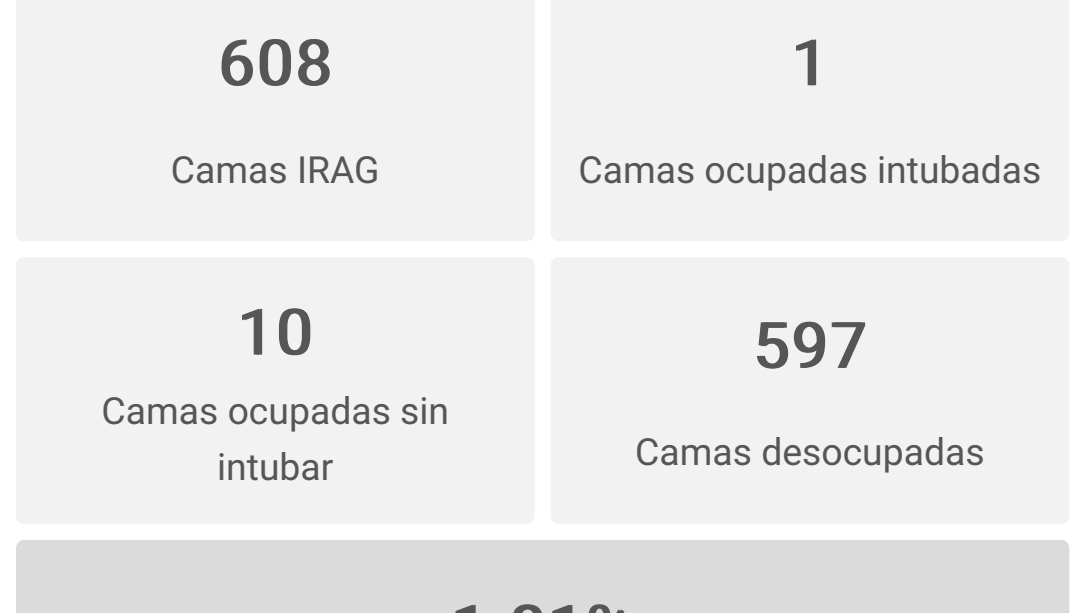 608
Camas IRAG
1
Camas ocupadas intubadas
10
Camas ocupadas sin
intubar
597
Camas desocupadas